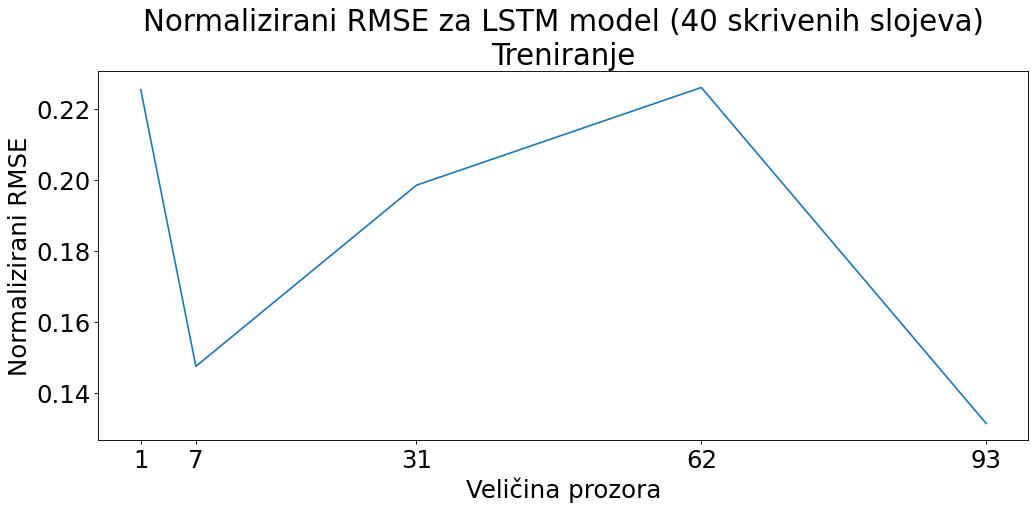 Normalizirani RMSE za LSTM model (40 skrivenih slojeva)
Treniranje
Normalizirani RMSE
0.22
0.20
0.18
0.16
0.14
1 7 31 62 93
Veličina prozora